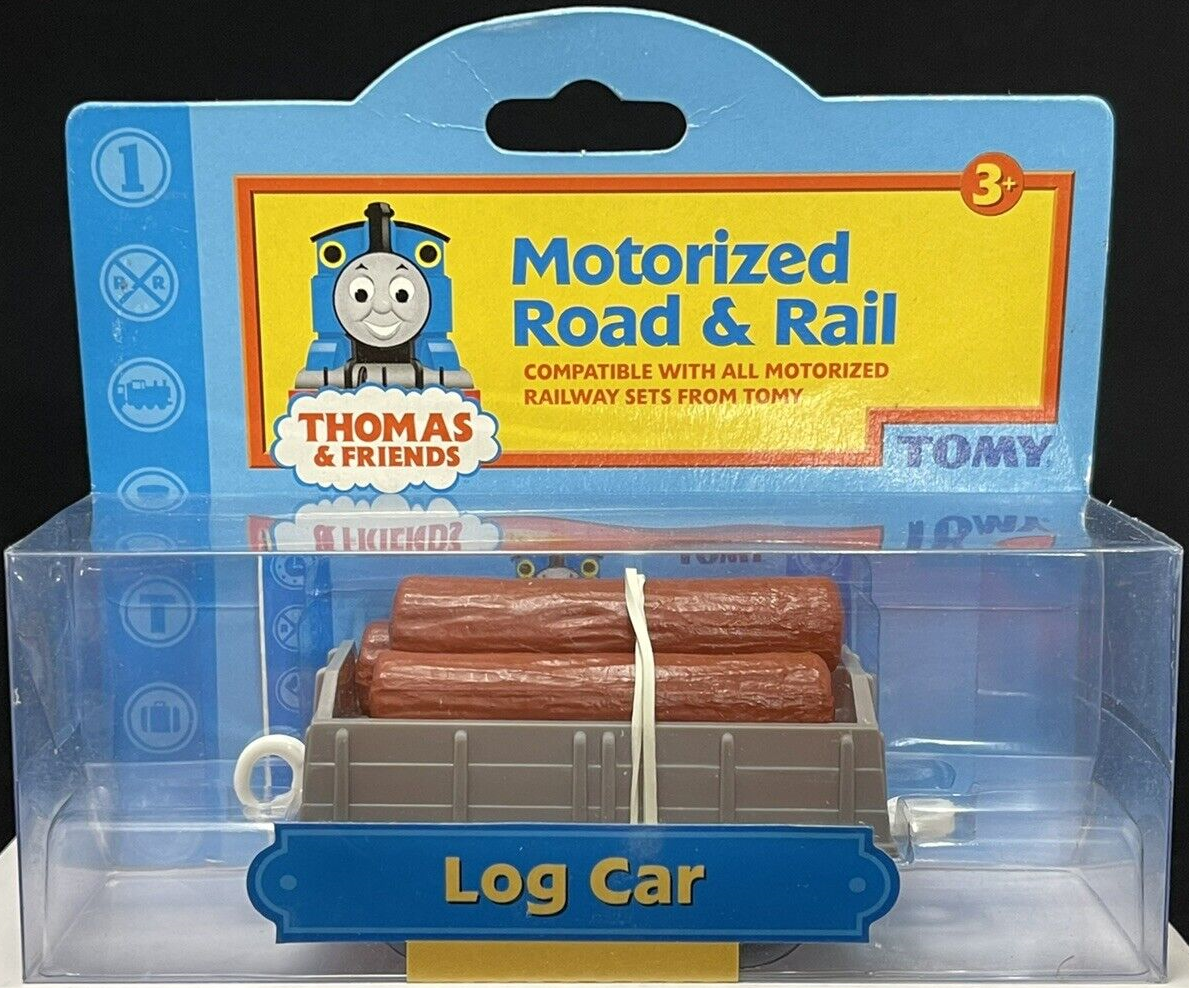 1
R R
3+
Motorized
Road & Rail
COMPATIBLE WITH ALL MOTORIZED
RAILWAY SETS FROM TOMY
THOMAS
& FRIENDS
TOMY
T
Log Car